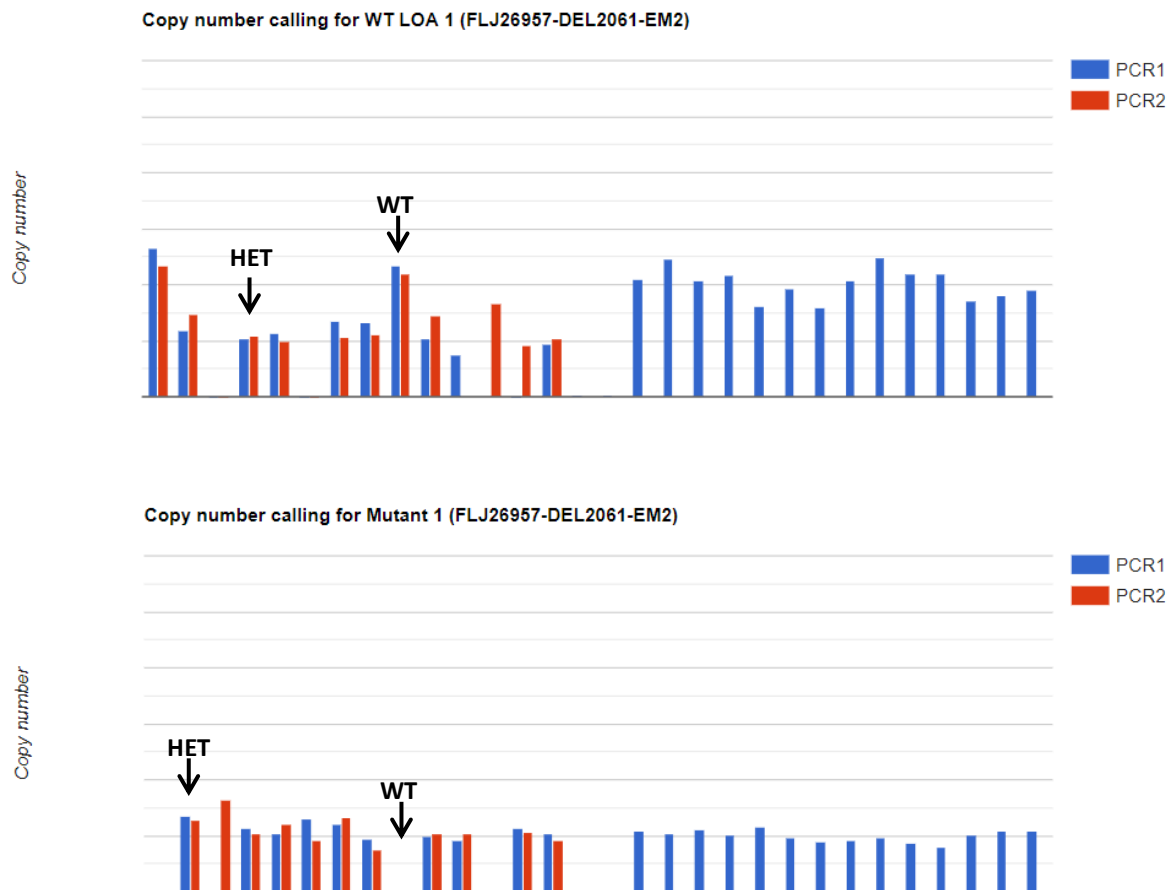 Copy number calling for WT LOA 1 (FLJ26957-DEL2061-EM2)
PCR1
PCR2
Copy number
WT
HET
Copy number calling for Mutant 1 (FLJ26957-DEL2061-EM2)
PCR1
PCR2
Copy number
HET
WT